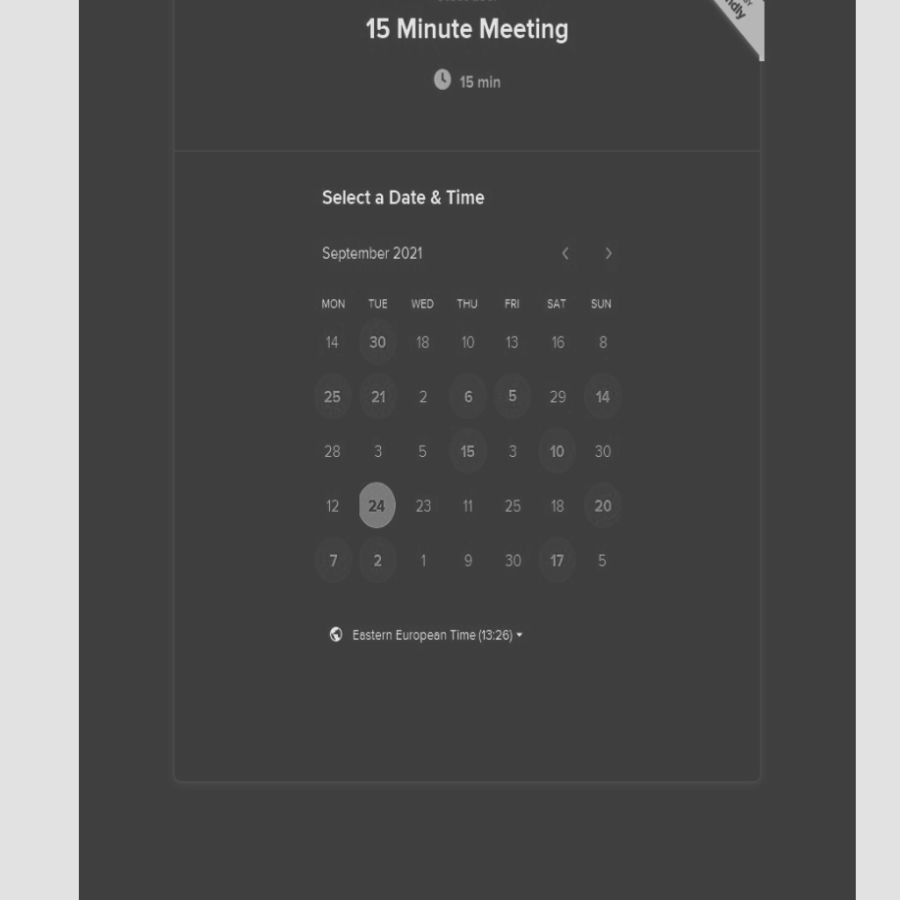 15 Minute Meeting
15 min
Select a Date & Time
September 2021
MON TUE WED THU FRI SAT SUN
14 30 18 10 13 16 8
25 21 2 6 5 29 14
28 3 5 15 3 10 30
12 24 23 11 25 18 20
7 2 1 9 30 17 5
Eastern European Time (13:26)